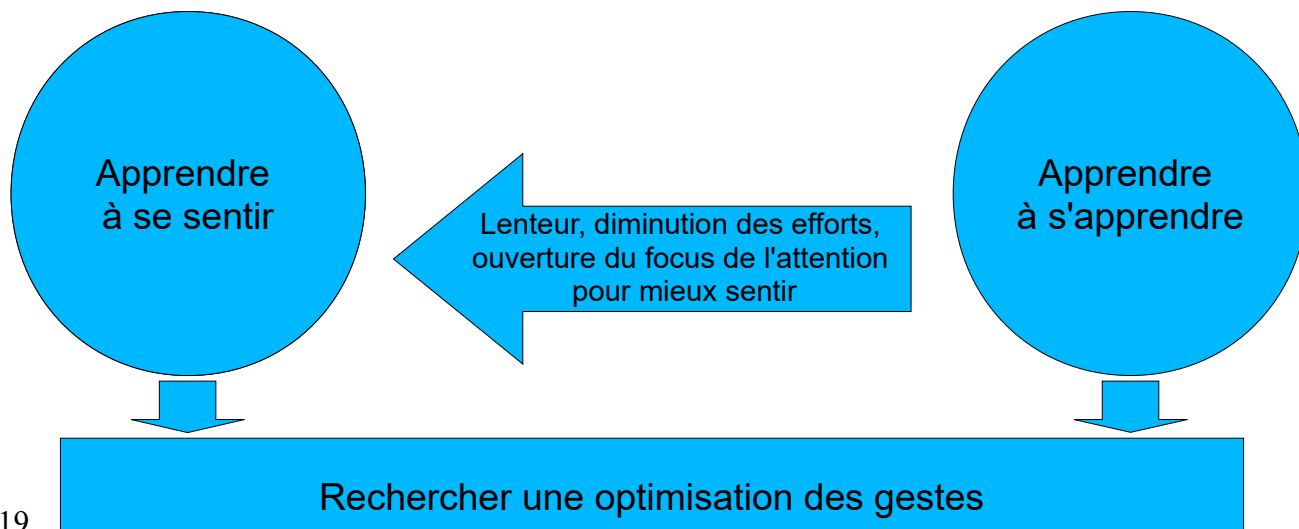 Apprendre
à se sentir
Lenteur, diminution des efforts,
ouverture du focus de l'attention
pour mieux sentir
Apprendre
à s'apprendre
Rechercher une optimisation des gestes
19